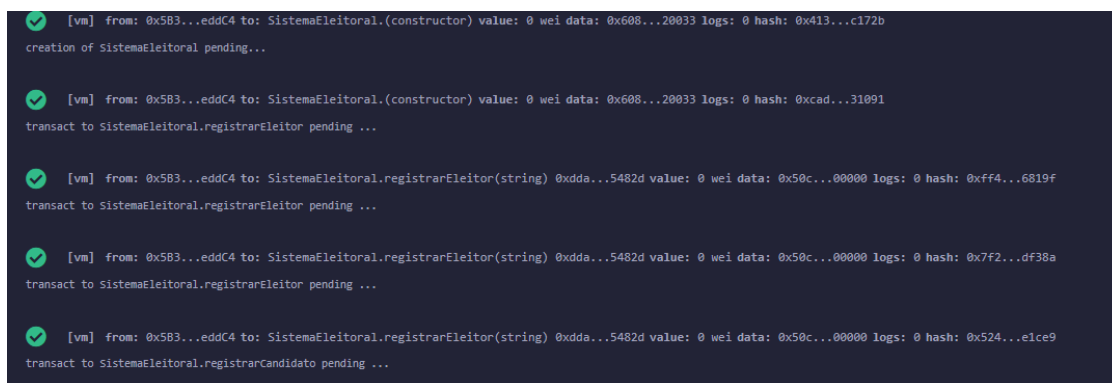 [vm] from: 0x5B3...eddC4 to: SistemaEleitoral.(constructor) value: 0 wei data: 0x608...20033 logs: 0 hash: 0x413...c172b
creation of SistemaEleitoral pending...
[vm] from: 0x5B3...eddC4 to: SistemaEleitoral.(constructor) value: 0 wei data: 0x608...20033 logs: 0 hash: 0xcad...31091
transact to SistemaEleitoral.registrarEleitor pending ...
[vm] from: 0x5B3...eddC4 to: SistemaEleitoral.registrarEleitor(string) 0xdda...5482d value: 0 wei data: 0x50c...00000 logs: 0 hash: 0xff4...6819f
transact to SistemaEleitoral.registrarEleitor pending ...
[vm] from: 0x5B3...eddC4 to: SistemaEleitoral.registrarEleitor(string) 0xdda...5482d value: 0 wei data: 0x50c...00000 logs: 0 hash: 0x7f2...df38a
transact to SistemaEleitoral.registrarEleitor pending ...
[vm] from: 0x5B3...eddC4 to: SistemaEleitoral.registrarEleitor(string) 0xdda...5482d value: 0 wei data: 0x50c...00000 logs: 0 hash: 0x524...e1ce9
transact to SistemaEleitoral.registrarCandidato pending ...